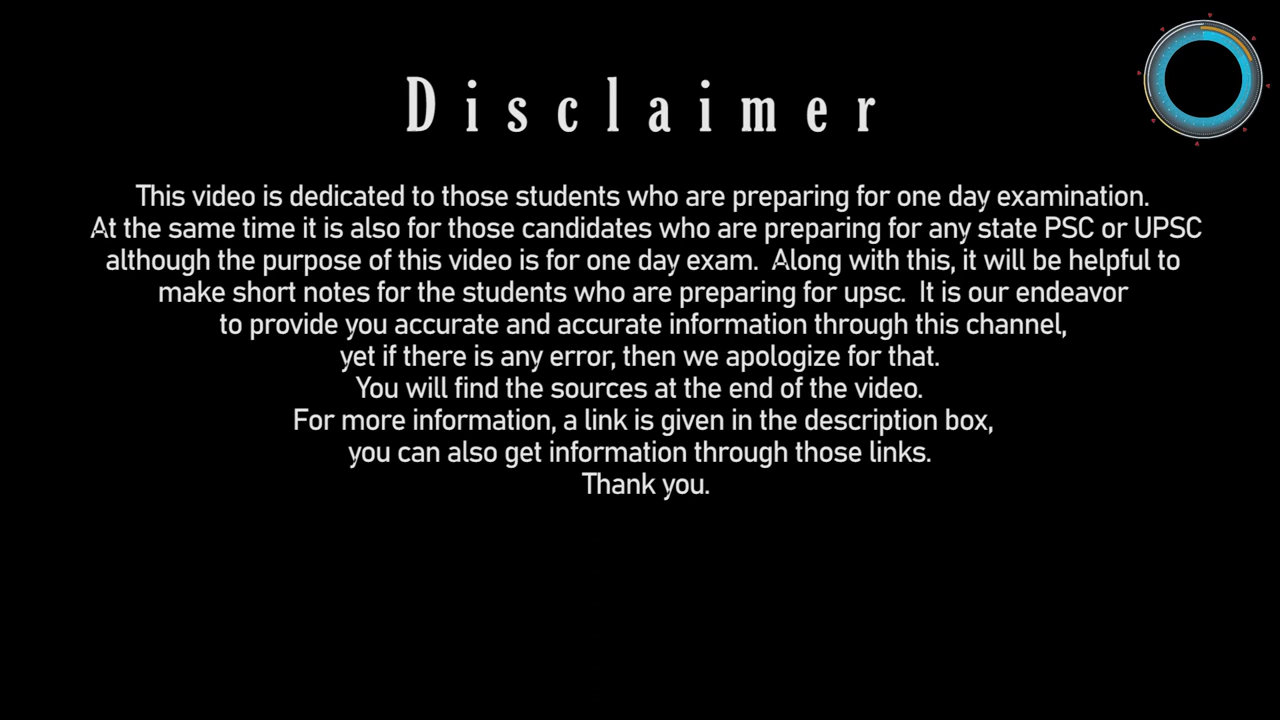 Disclaimer
This video is dedicated to those students who are preparing for one day examination.
At the same time it is also for those candidates who are preparing for any state PSC or UPSC
although the purpose of this video is for one day exam.  Along with this, it will be helpful to
make short notes for the students who are preparing for upsc.  It is our endeavor
to provide you accurate and accurate information through this channel,
yet if there is any error, then we apologize for that.
You will find the sources at the end of the video.
For more information, a link is given in the description box,
you can also get information through those links.
Thank you.